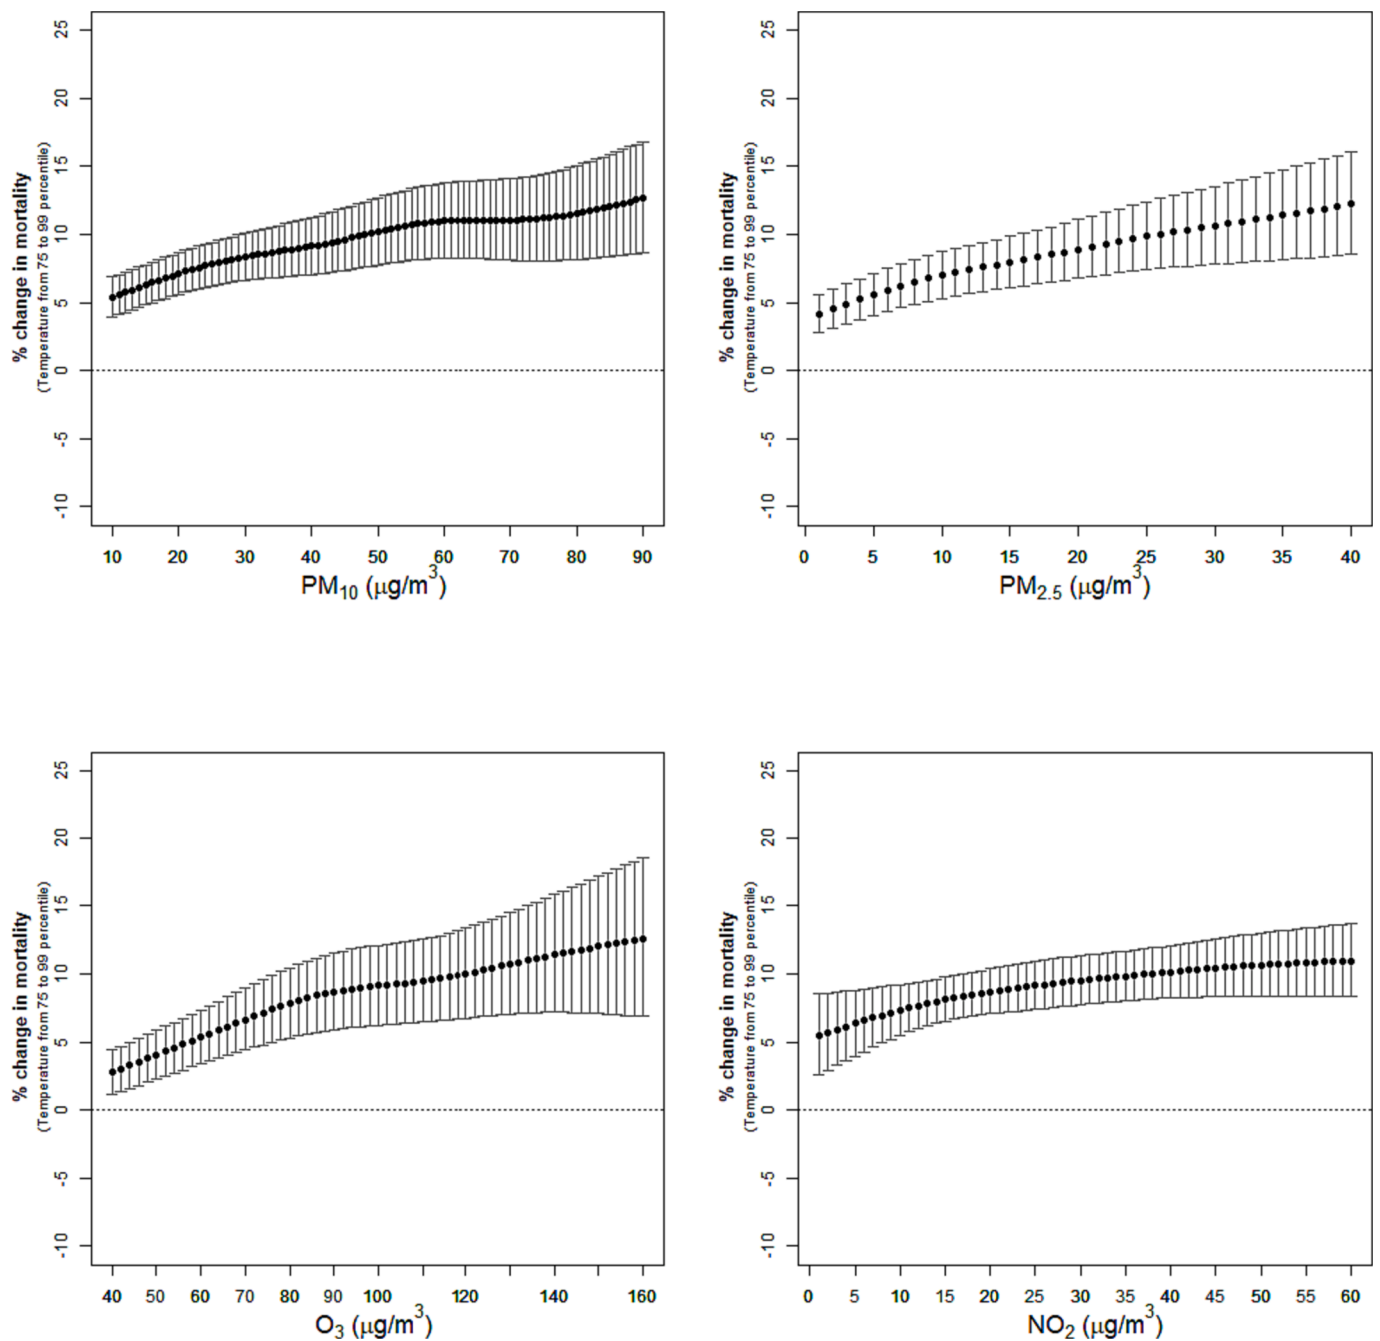 25
20
15
10
5
0
-5
-10
% change in mortality
(Temperature from 75 to 99 percentile)
10 20 30 40 50 60 70 80 90
PM10 (μg/m³)
25
20
15
10
5
0
-5
-10
% change in mortality
(Temperature from 75 to 99 percentile)
0 5 10 15 20 25 30 35 40
PM2.5 (μg/m³)
25
20
15
10
5
0
-5
-10
% change in mortality
(Temperature from 75 to 99 percentile)
40 50 60 70 80 90 100 120 140 160
O3 (μg/m³)
25
20
15
10
5
0
-5
-10
% change in mortality
(Temperature from 75 to 99 percentile)
0 5 10 15 20 25 30 35 40 45 50 55 60
NO2 (μg/m³)